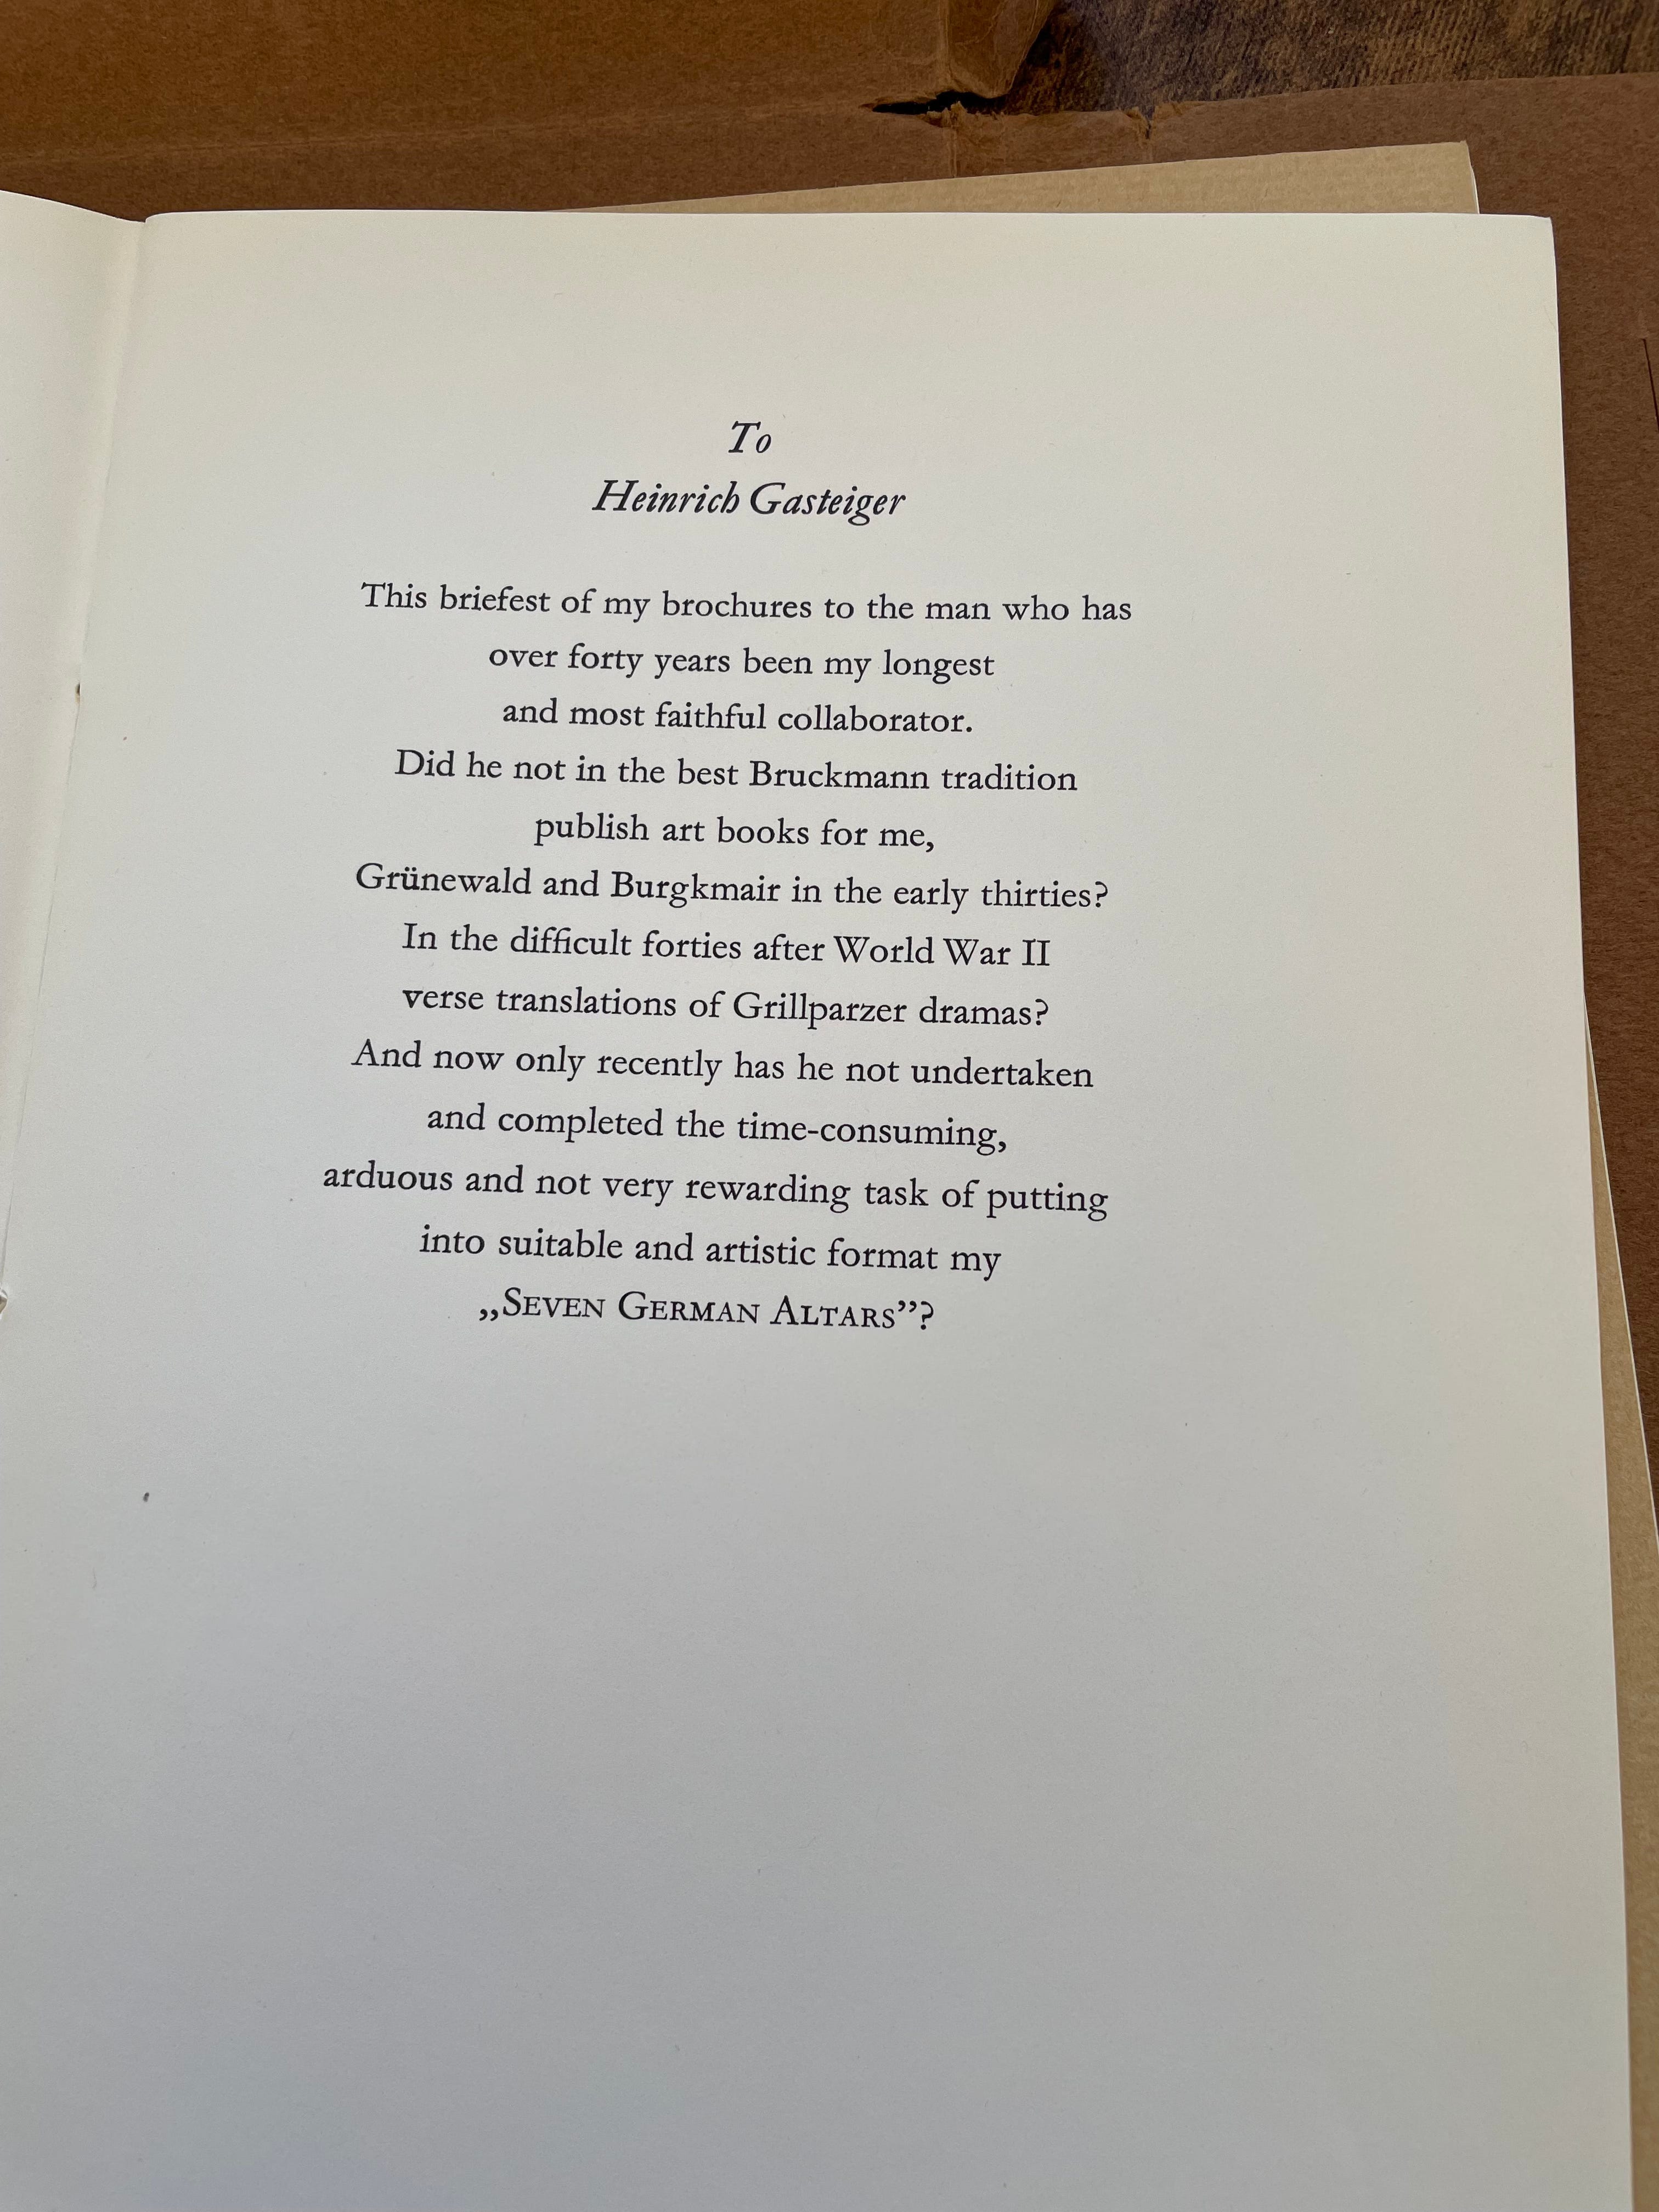 To
Heinrich Gasteiger
This briefest of my brochures to the man who has
over forty years been my longest
and most faithful collaborator.
Did he not in the best Bruckmann tradition
publish art books for me,
Grünewald and Burgkmair in the early thirties?
In the difficult forties after World War II
verse translations of Grillparzer dramas?
And now only recently has he not undertaken
and completed the time-consuming,
arduous and not very rewarding task of putting
into suitable and artistic format my
„SEVEN GERMAN ALTARS”?